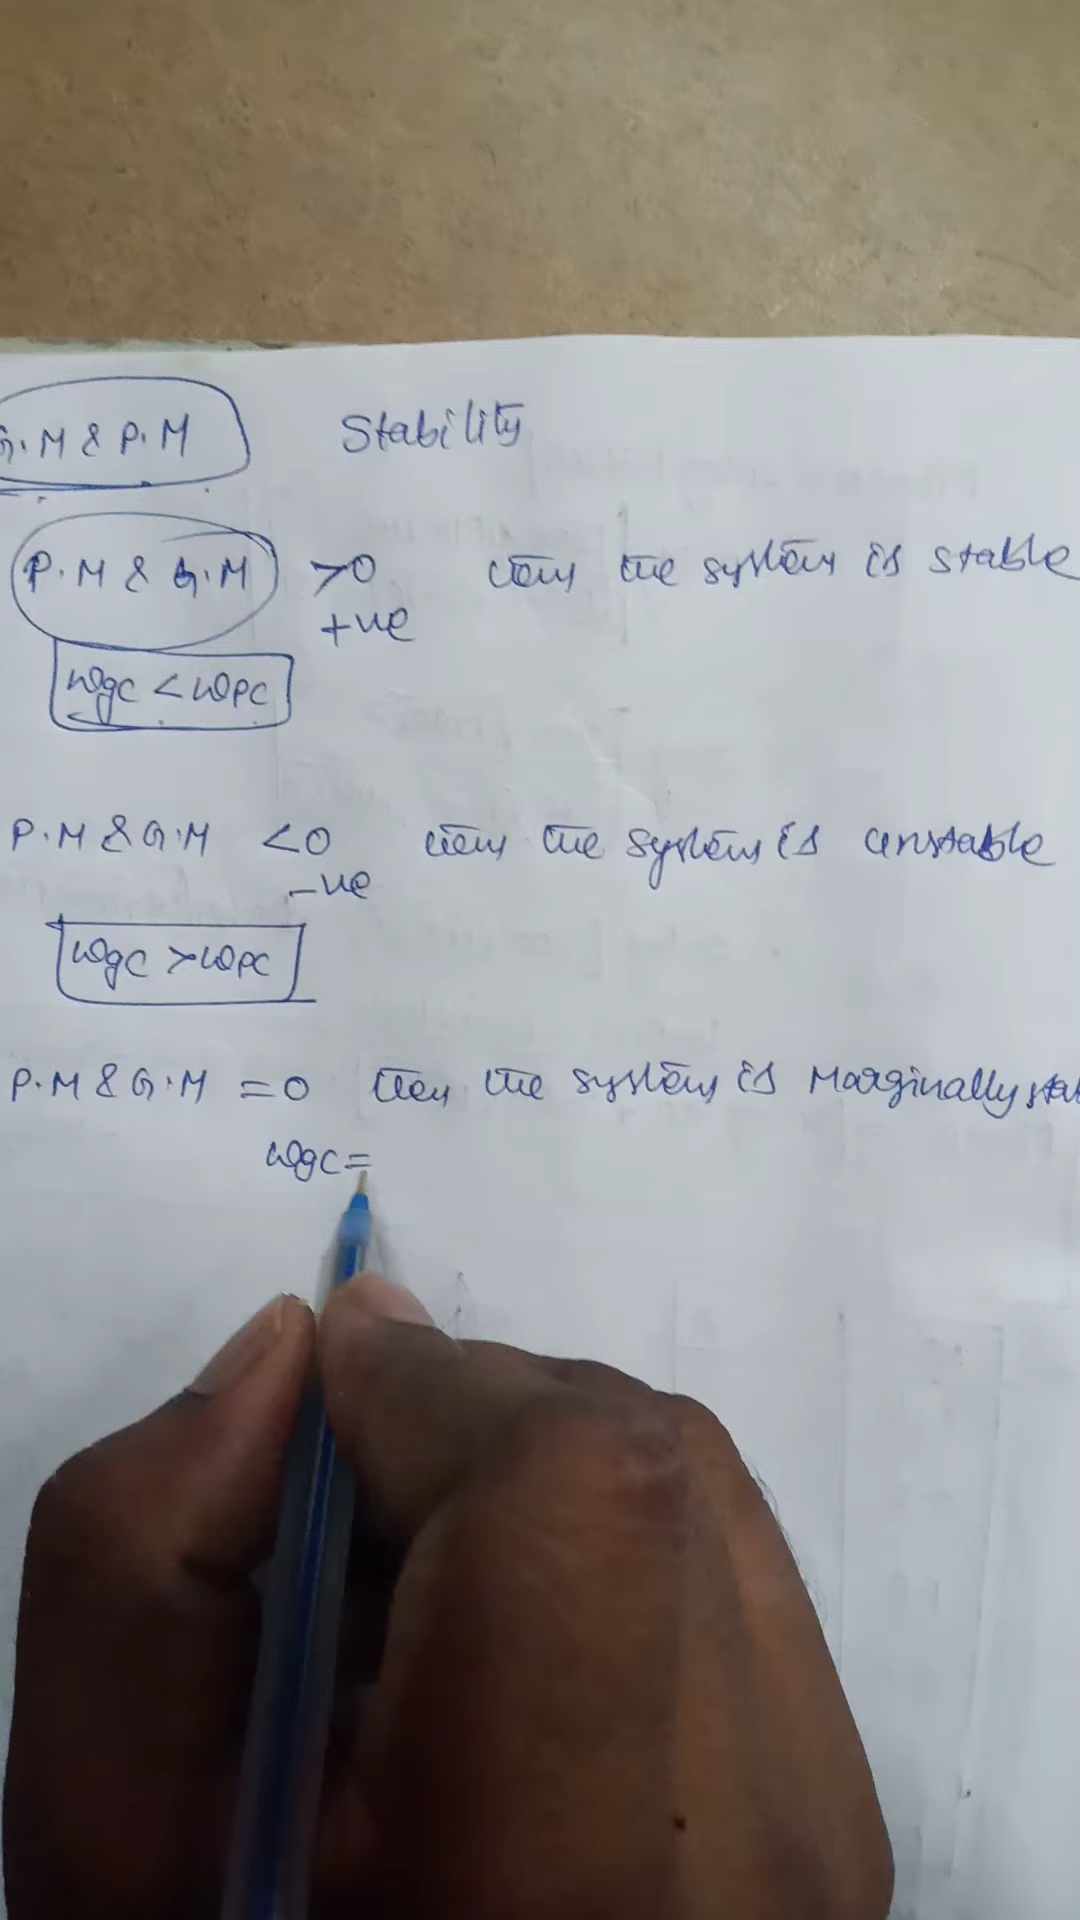 G.M & P.M Stability
P.M & G.M >0 then the system is stable
+ve
ωgc < ωpc
P.M & G.M <0 then the system is unstable
-ve
ωgc > ωpc
P.M & G.M =0 then the system is Marginally stab
ωgc =